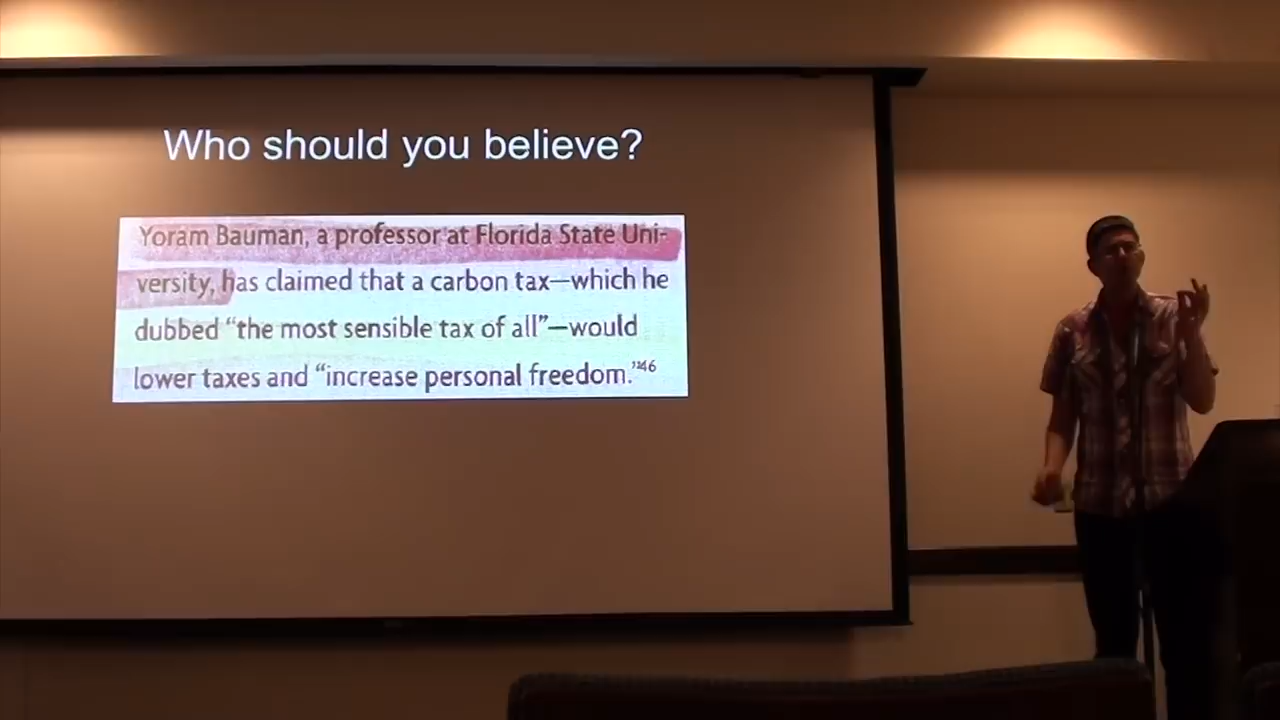 Who should you believe?
Yoram Bauman, a professor at Florida State Uni-
versity, has claimed that a carbon tax—which he
dubbed “the most sensible tax of all”—would
lower taxes and “increase personal freedom.”46